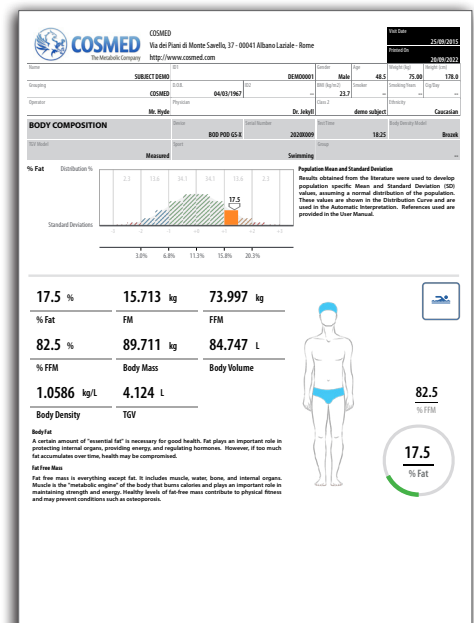 COSMED
The Metabolic Company
COSMED
Via dei Piani di Monte Savello, 37 - 00041 Albano Laziale - Rome
http://www.cosmed.com
Visit Date
25/09/2015
Printed On
20/09/2022
Name
SUBJECT DEMO
ID1
DEMO0001
Gender
Male
Age
48.5
Weight (kg)
75.00
Height (cm)
178.0
Grouping
COSMED
D.O.B.
04/03/1967
ID2
--
BMI (kg/m2)
23.7
Smoker
--
Smoking Years
--
Cig/Day
--
Operator
Mr. Hyde
Physician
Dr. Jekyll
Class 2
demo subject
Ethnicity
Caucasian
BODY COMPOSITION
Device
BOD POD GS-X
Serial Number
2020X009
Test Time
18:25
Body Density Model
Brozek
TGV Model
Measured
Sport
Swimming
Group
--
% Fat
Distribution %
2.3 13.6 34.1 34.1 13.6 2.3
17.5
Standard Deviations
3.0% 6.8% 11.3% 15.8% 20.3%
Population Mean and Standard Deviation
Results obtained from the literature were used to develop
population specific Mean and Standard Deviation (SD)
values, assuming a normal distribution of the population.
These values are shown in the Distribution Curve and are
used in the Automatic Interpretation. References used are
provided in the User Manual.
17.5 % 15.713 kg 73.997 kg
% Fat FM FFM
82.5 % 89.711 kg 84.747 L
% FFM Body Mass Body Volume
1.0586 kg/L 4.124 L
Body Density TGV
82.5
% FFM
17.5
% Fat
Body Fat
A certain amount of "essential fat" is necessary for good health. Fat plays an important role in
protecting internal organs, providing energy, and regulating hormones. However, if too much
fat accumulates over time, health may be compromised.
Fat Free Mass
Fat free mass is everything except fat. It includes muscle, water, bone, and internal organs.
Muscle is the "metabolic engine" of the body that burns calories and plays an important role in
maintaining strength and energy. Healthy levels of fat-free mass contribute to physical fitness
and may prevent conditions such as osteoporosis.